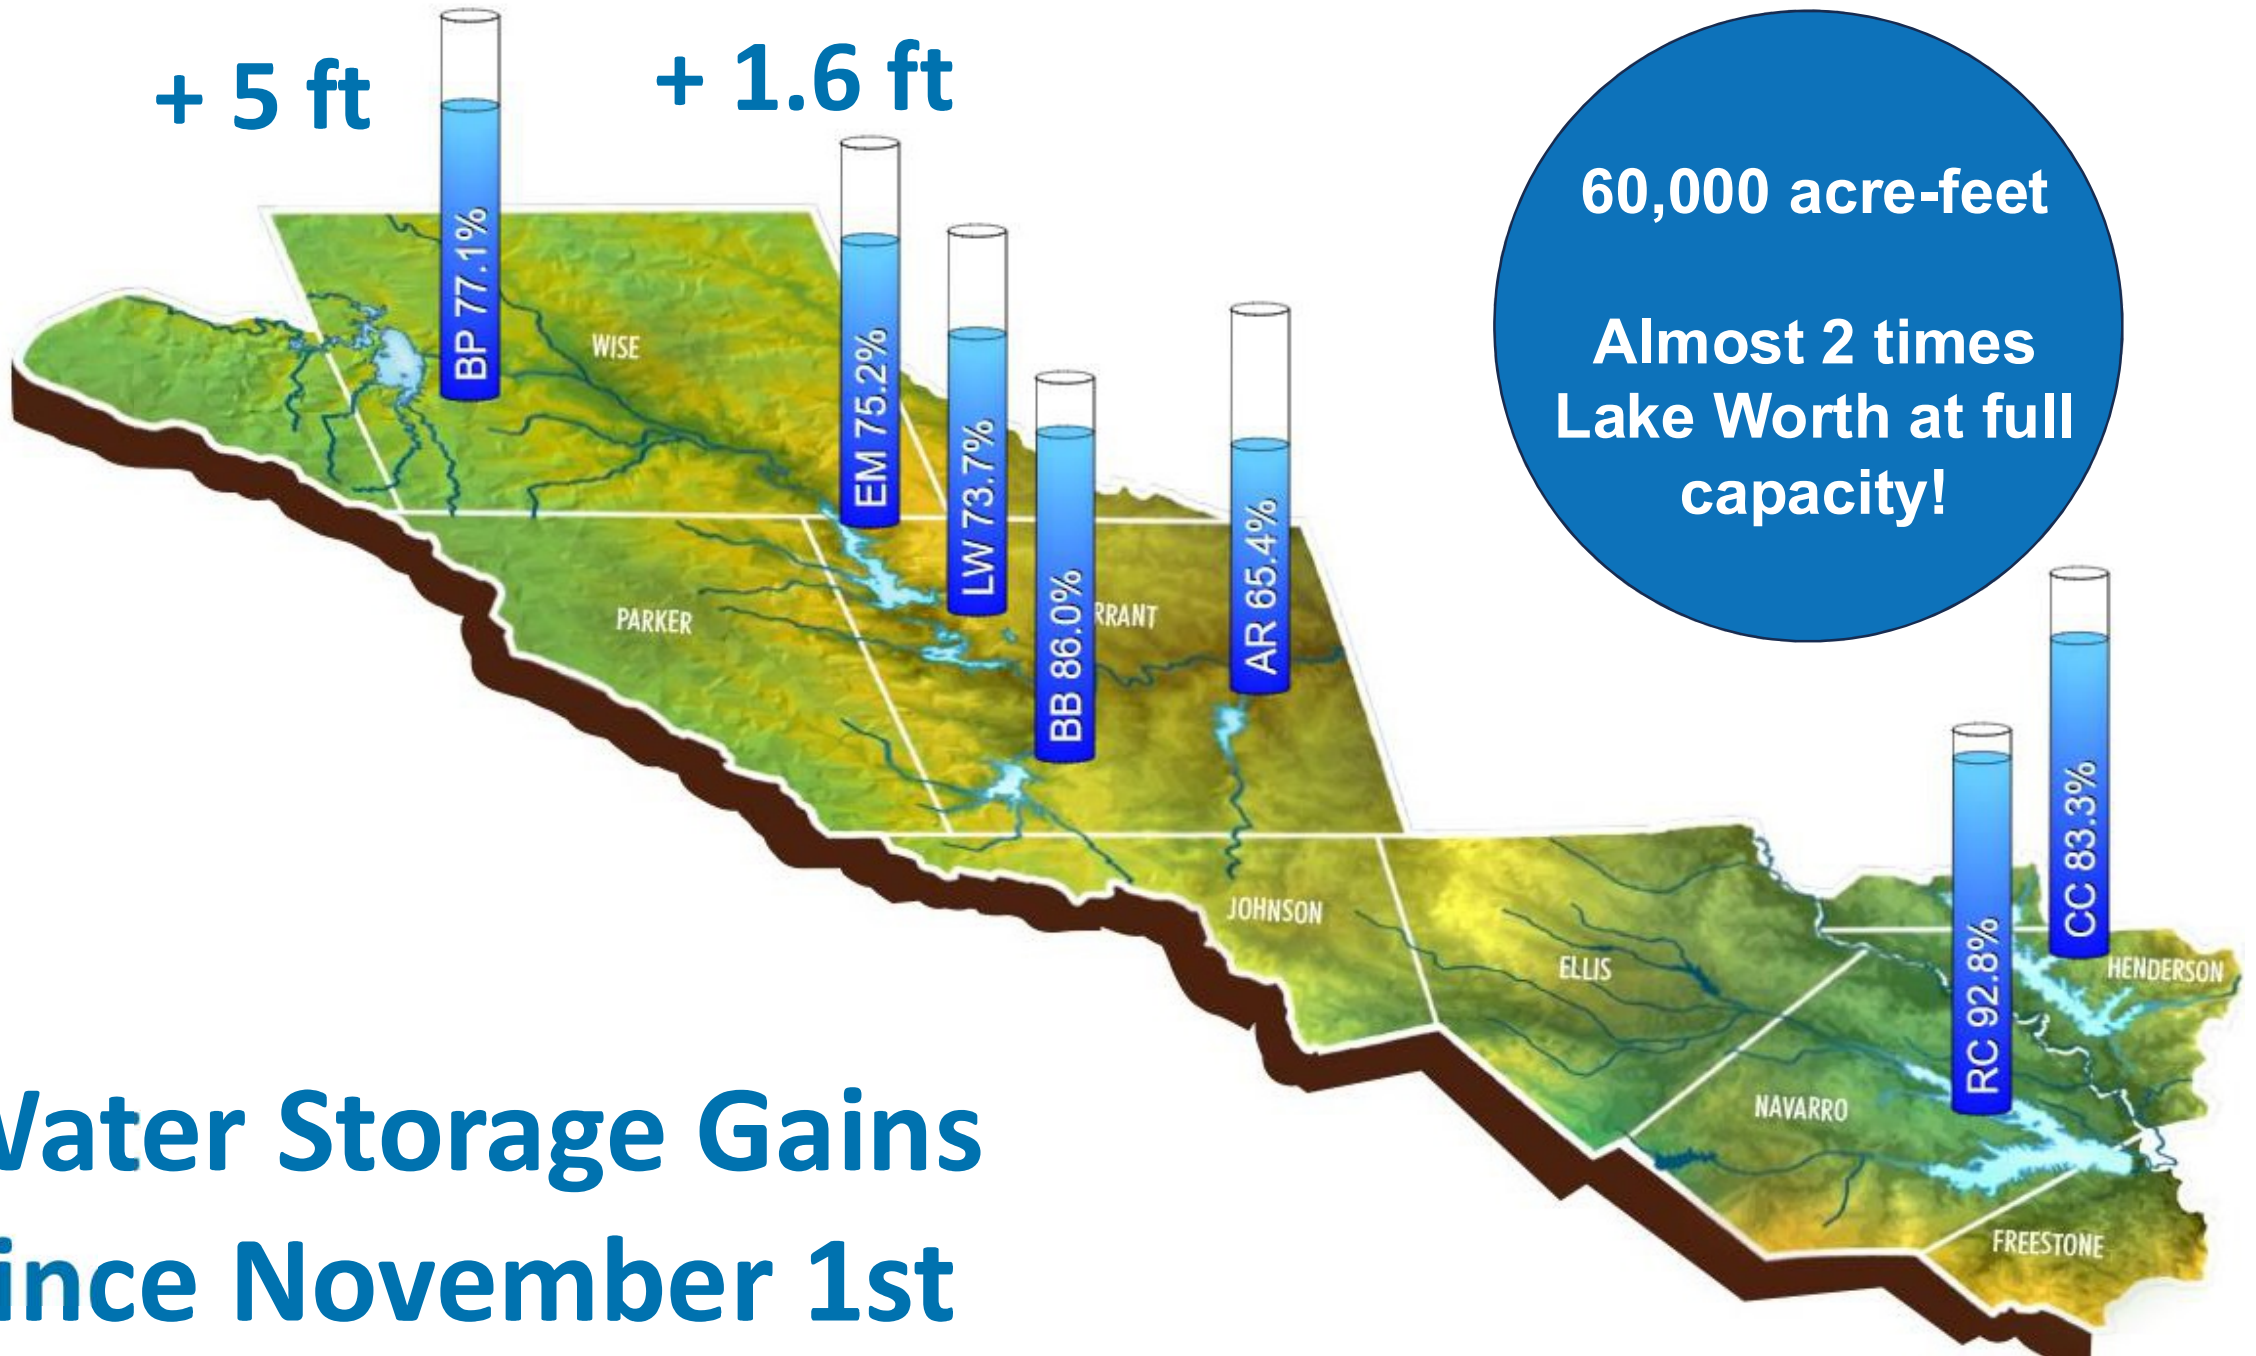 + 5 ft
+ 1.6 ft
60,000 acre-feet
Almost 2 times
Lake Worth at full
capacity!
BP 77.1%
EM 75.2%
LW 73.7%
BB 86.0%
AR 65.4%
CC 83.3%
RC 92.8%
WISE
PARKER
RRANT
JOHNSON
ELLIS
HENDERSON
NAVARRO
FREESTONE
Water Storage Gains
ince November 1st